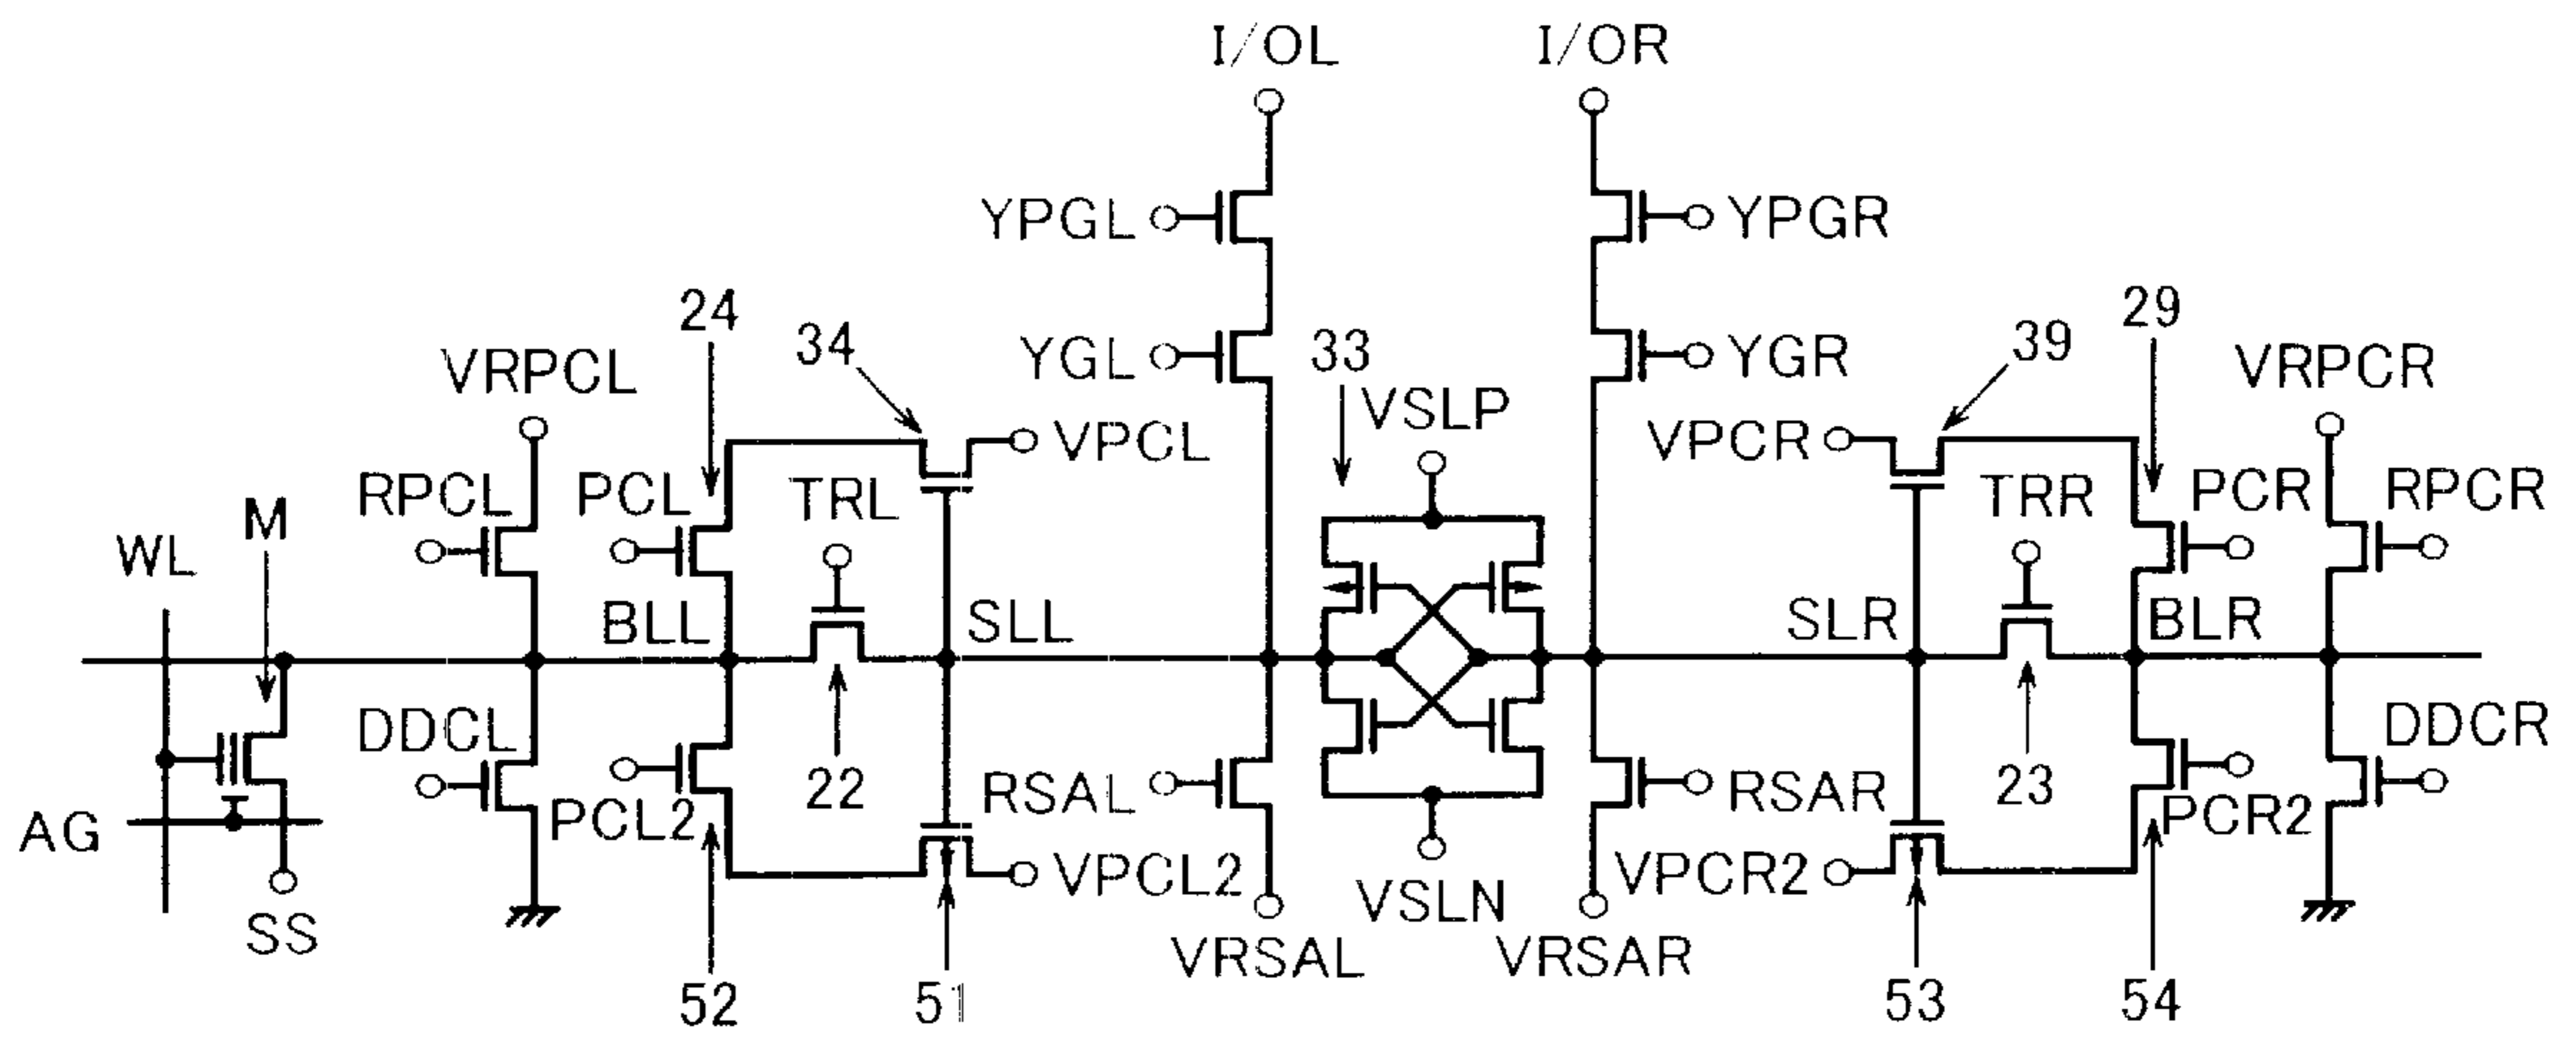 I/OL
I/OR
YPGL
YPGR
24
34
YGL
33
YGR
39
29
VRPCL
VSLP
VRPCR
VPCL
VPCR
RPCL
PCL
TRL
TRR
PCR
RPCR
M
WL
BLL
SLL
SLR
BLR
DDCL
DDCR
22
RSAL
RSAR
23
AG
PCL2
PCR2
VPCL2
VPCR2
SS
VSLN
VRSAL
VRSAR
52
51
53
54